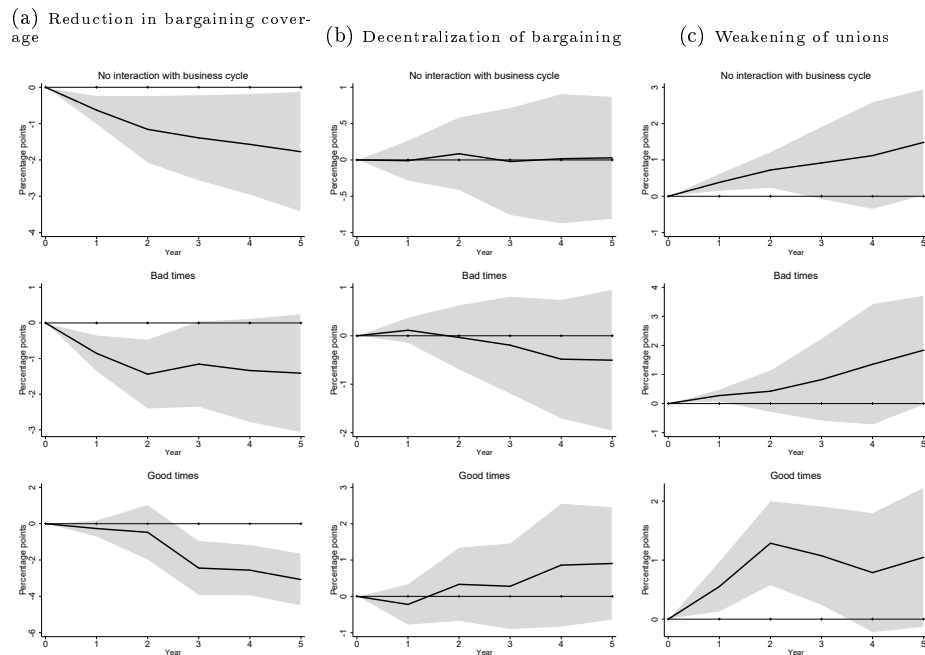 (a) Reduction in bargaining cover-
age
(b) Decentralization of bargaining
(c) Weakening of unions
No interaction with business cycle
Percentage points
0
-1
-2
-3
-4
0 1 2 3 4 5
Year
No interaction with business cycle
Percentage points
1
.5
0
-.5
-1
0 1 2 3 4 5
Year
No interaction with business cycle
Percentage points
3
2
1
0
-1
0 1 2 3 4 5
Year
Bad times
Percentage points
1
0
-1
-2
-3
0 1 2 3 4 5
Year
Bad times
Percentage points
1
0
-1
-2
0 1 2 3 4 5
Year
Bad times
Percentage points
4
3
2
1
0
-1
0 1 2 3 4 5
Year
Good times
Percentage points
2
0
-2
-4
-6
0 1 2 3 4 5
Year
Good times
Percentage points
3
2
1
0
-1
0 1 2 3 4 5
Year
Good times
Percentage points
2
1
0
0 1 2 3 4 5
Year